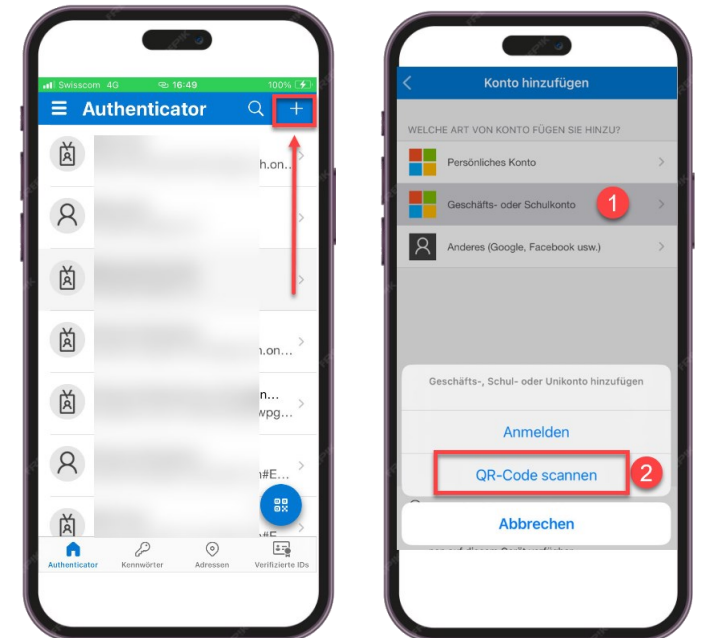 Swisscom 4G 16:49 100%
Authenticator
h.on...
h.on...
n...
wpg...
n#E...
Authenticator Kennwörter Adressen Verifizierte IDs
Konto hinzufügen
WELCHE ART VON KONTO FÜGEN SIE HINZU?
Persönliches Konto
Geschäfts- oder Schulkonto 1
Anderes (Google, Facebook usw.)
Geschäfts-, Schul- oder Unikonto hinzufügen
Anmelden
QR-Code scannen 2
Abbrechen